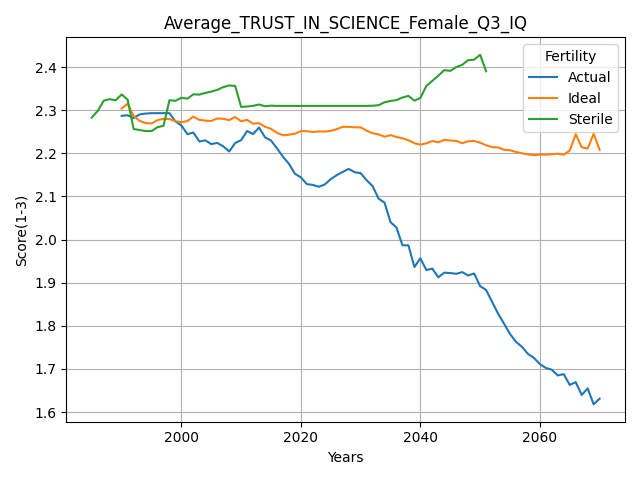 Average_TRUST_IN_SCIENCE_Female_Q3_IQ
Fertility
Actual
Ideal
Sterile
Score(1-3)
2.4
2.3
2.2
2.1
2.0
1.9
1.8
1.7
1.6
2000 2020 2040 2060
Years